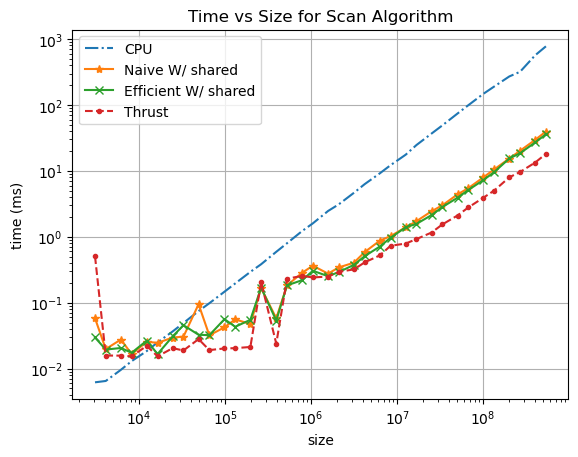 Time vs Size for Scan Algorithm
CPU
Naive W/ shared
Efficient W/ shared
Thrust
time (ms)
10³
10²
10¹
10⁰
10⁻¹
10⁻²
10⁴ 10⁵ 10⁶ 10⁷ 10⁸
size